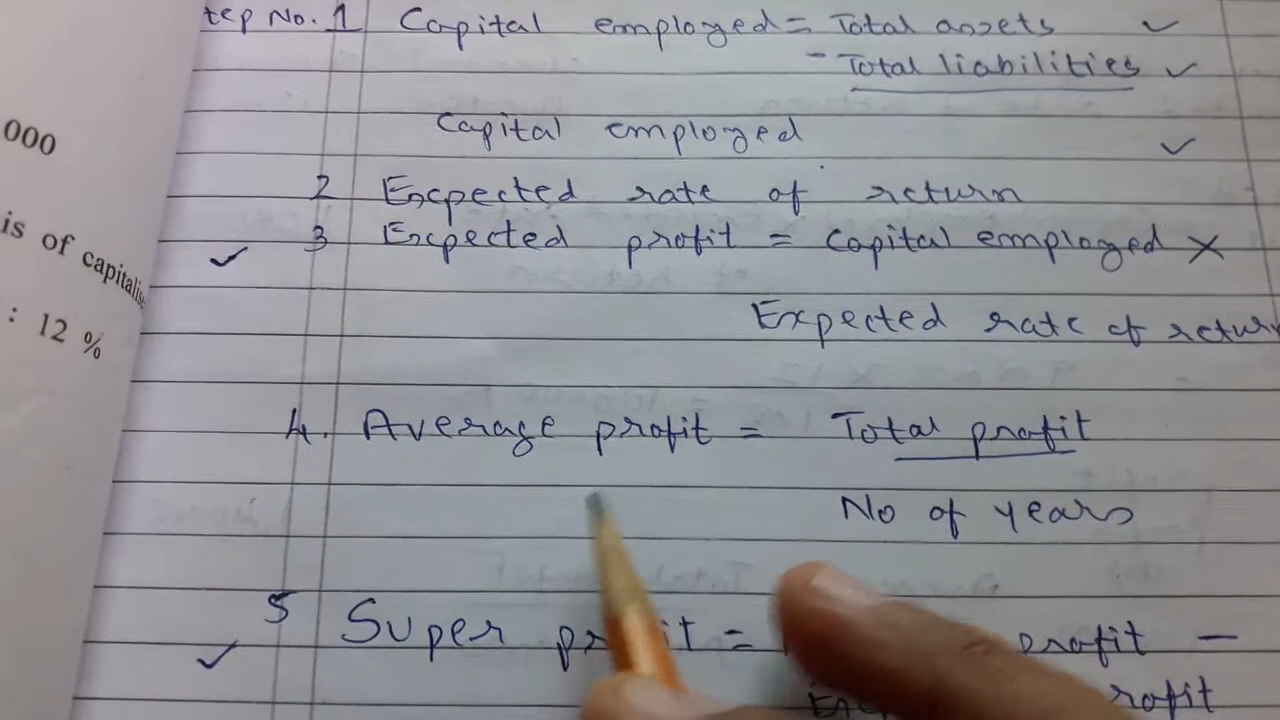 tep No. 1 Capital employed = Total assets
- Total liabilities
Capital employed
2 Expected rate of return
3 Expected profit = Capital employed ×
Expected rate of return
4. Average profit = Total profit
No of years
5 Super profit = profit -
rofit
000
is of capitalis
: 12 %